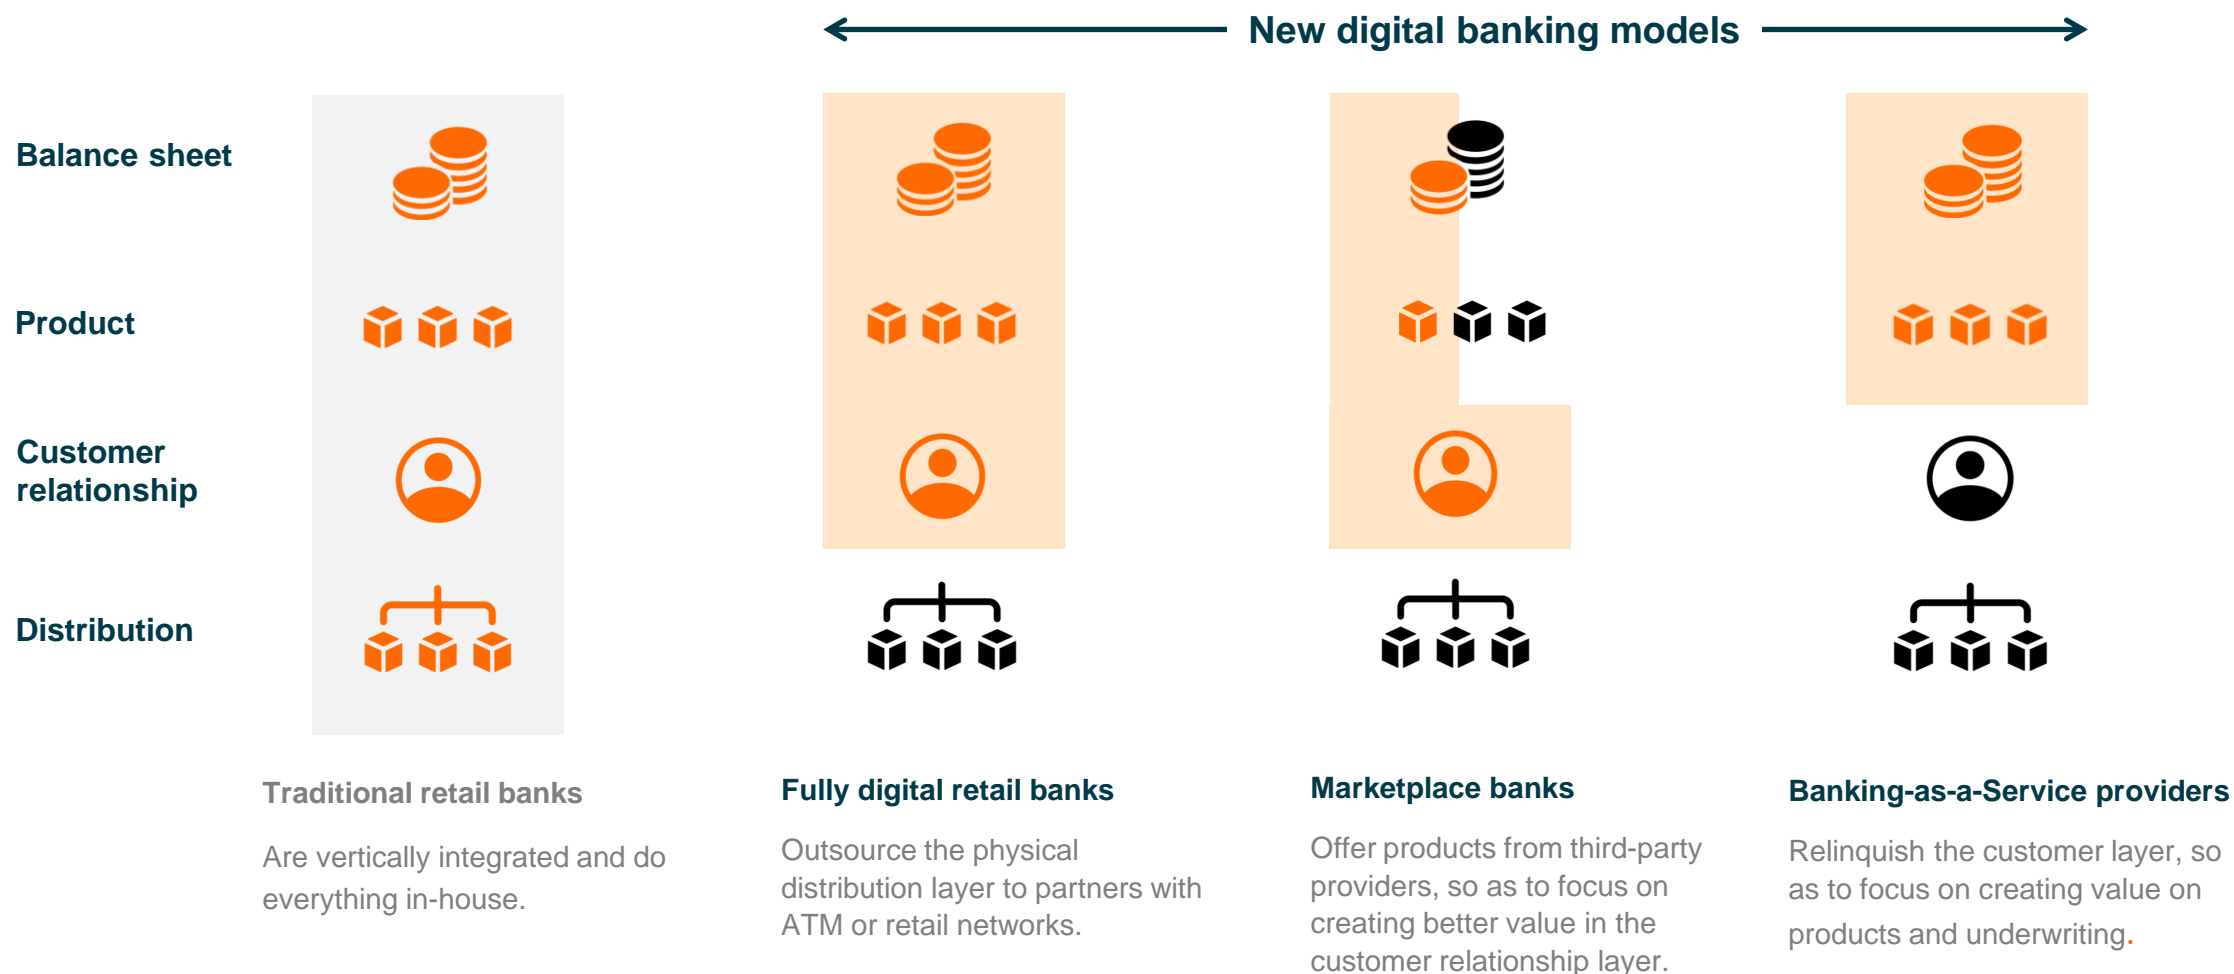 New digital banking models
Balance sheet
Product
Customer
relationship
Distribution
Traditional retail banks
Are vertically integrated and do
everything in-house.
Fully digital retail banks
Outsource the physical
distribution layer to partners with
ATM or retail networks.
Marketplace banks
Offer products from third-party
providers, so as to focus on
creating better value in the
customer relationship layer.
Banking-as-a-Service providers
Relinquish the customer layer, so
as to focus on creating value on
products and underwriting.